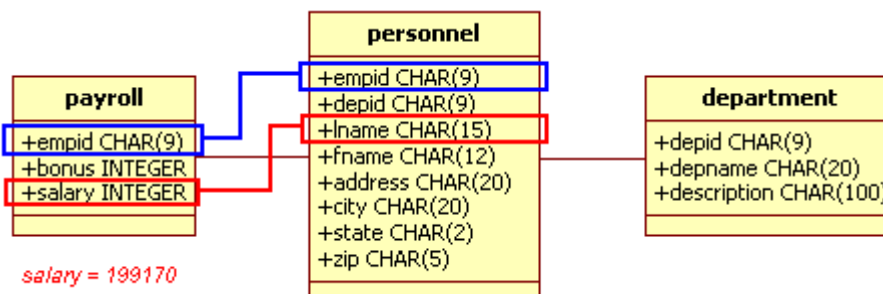 payroll
+empid CHAR(9)
+bonus INTEGER
+salary INTEGER
salary = 199170
personnel
+empid CHAR(9)
+depid CHAR(9)
+lname CHAR(15)
+fname CHAR(12)
+address CHAR(20)
+city CHAR(20)
+state CHAR(2)
+zip CHAR(5)
department
+depid CHAR(9)
+depname CHAR(20)
+description CHAR(100)